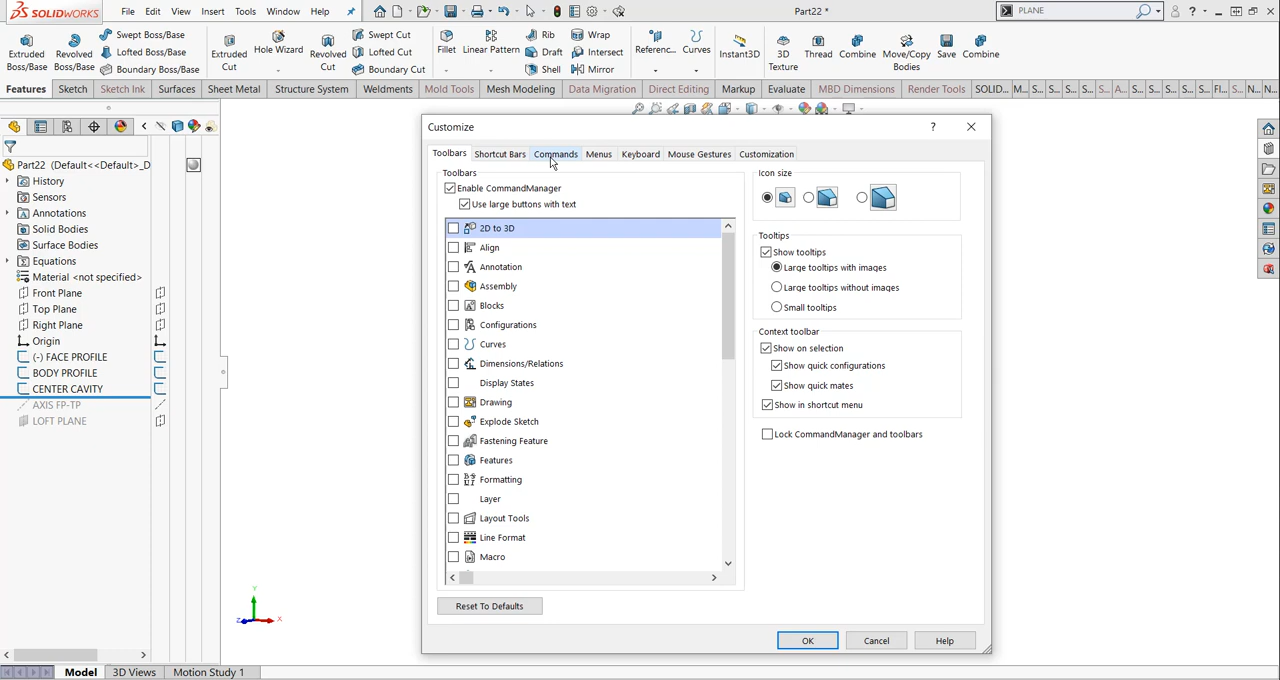 SOLIDWORKS File Edit View Insert Tools Window Help Part22 * PLANE
Extruded Boss/Base
Revolved Boss/Base
Swept Boss/Base
Lofted Boss/Base
Boundary Boss/Base
Extruded Cut
Hole Wizard
Revolved Cut
Swept Cut
Lofted Cut
Boundary Cut
Fillet
Linear Pattern
Rib
Draft
Shell
Wrap
Intersect
Mirror
Referenc...
Curves
Instant3D
3D Texture
Thread
Combine
Move/Copy Bodies
Save
Combine
Features Sketch Sketch Ink Surfaces Sheet Metal Structure System Weldments Mold Tools Mesh Modeling Data Migration Direct Editing Markup Evaluate MBD Dimensions Render Tools SOLID... M... S... S... S... S... A... S... S... S... S... Fl... S... N... N...
Part22 (Default<<Default>_D
History
Sensors
Annotations
Solid Bodies
Surface Bodies
Equations
Material <not specified>
Front Plane
Top Plane
Right Plane
Origin
(-) FACE PROFILE
BODY PROFILE
CENTER CAVITY
AXIS FP-TP
LOFT PLANE
Customize
Toolbars Shortcut Bars Commands Menus Keyboard Mouse Gestures Customization
Toolbars
Enable CommandManager
Use large buttons with text
2D to 3D
Align
Annotation
Assembly
Blocks
Configurations
Curves
Dimensions/Relations
Display States
Drawing
Explode Sketch
Fastening Feature
Features
Formatting
Layer
Layout Tools
Line Format
Macro
Reset To Defaults
Icon size
Tooltips
Show tooltips
Large tooltips with images
Large tooltips without images
Small tooltips
Context toolbar
Show on selection
Show quick configurations
Show quick mates
Show in shortcut menu
Lock CommandManager and toolbars
OK Cancel Help
Y
Z X
Model 3D Views Motion Study 1